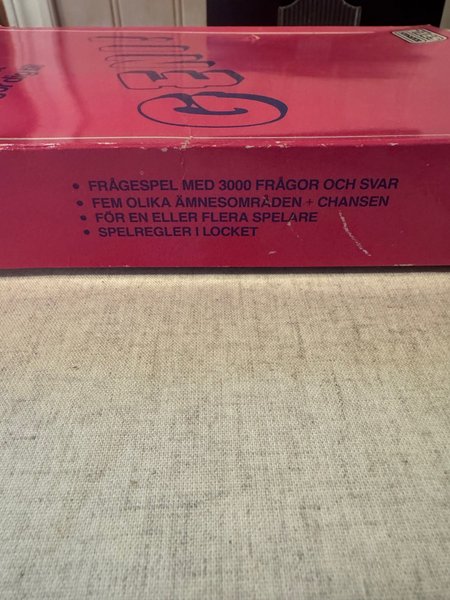 • FRÅGESPEL MED 3000 FRÅGOR OCH SVAR
• FEM OLIKA ÄMNESOMRÅDEN + CHANSEN
• FÖR EN ELLER FLERA SPELARE
• SPELREGLER I LOCKET